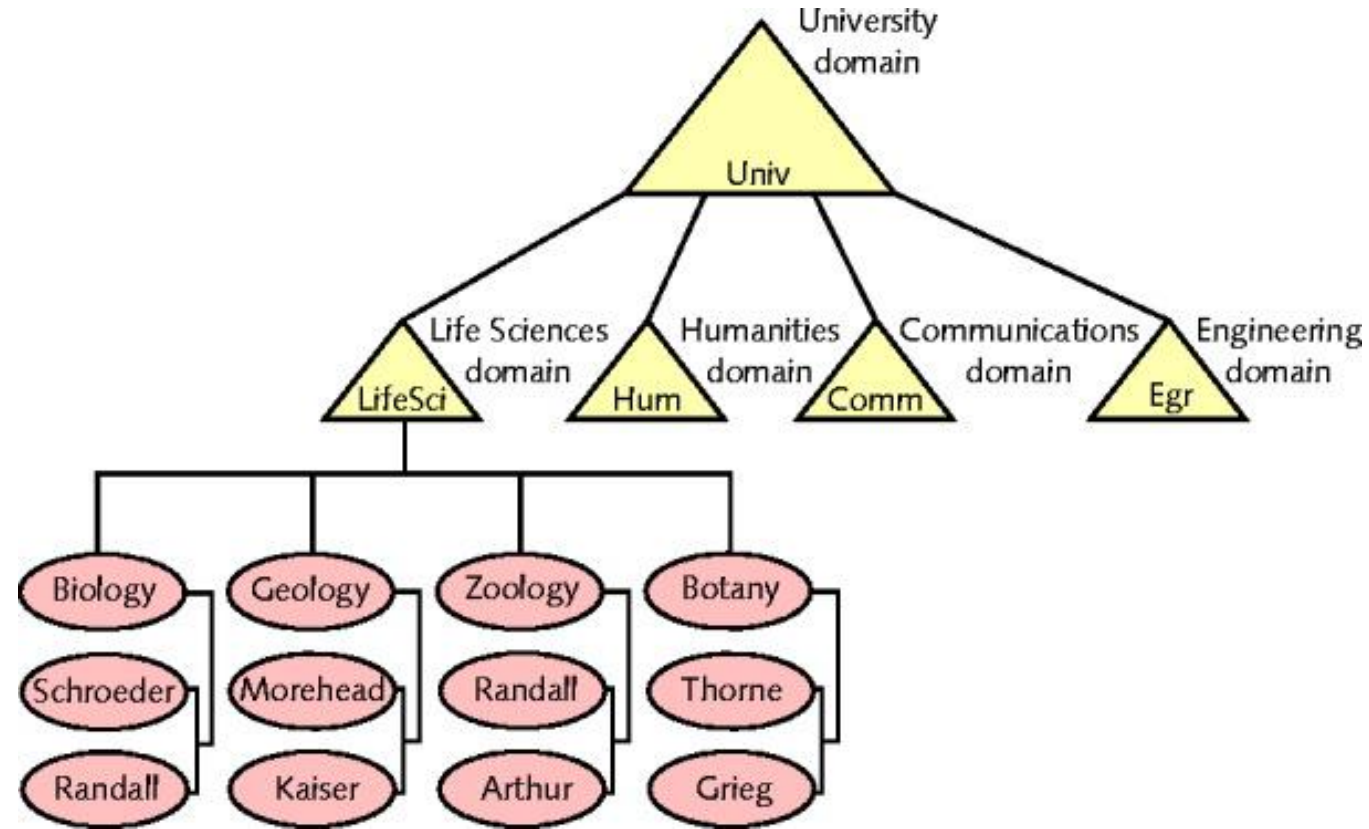 University
domain
Univ
Life Sciences
domain
Humanities
domain
Communications
domain
Engineering
domain
LifeSci
Hum
Comm
Egr
Biology
Geology
Zoology
Botany
Schroeder
Morehead
Randall
Thorne
Randall
Kaiser
Arthur
Grieg